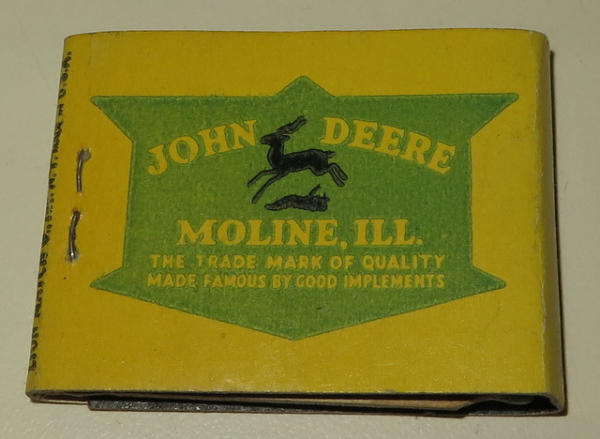 JOHN DEERE
MOLINE, ILL.
THE TRADE MARK OF QUALITY
MADE FAMOUS BY GOOD IMPLEMENTS